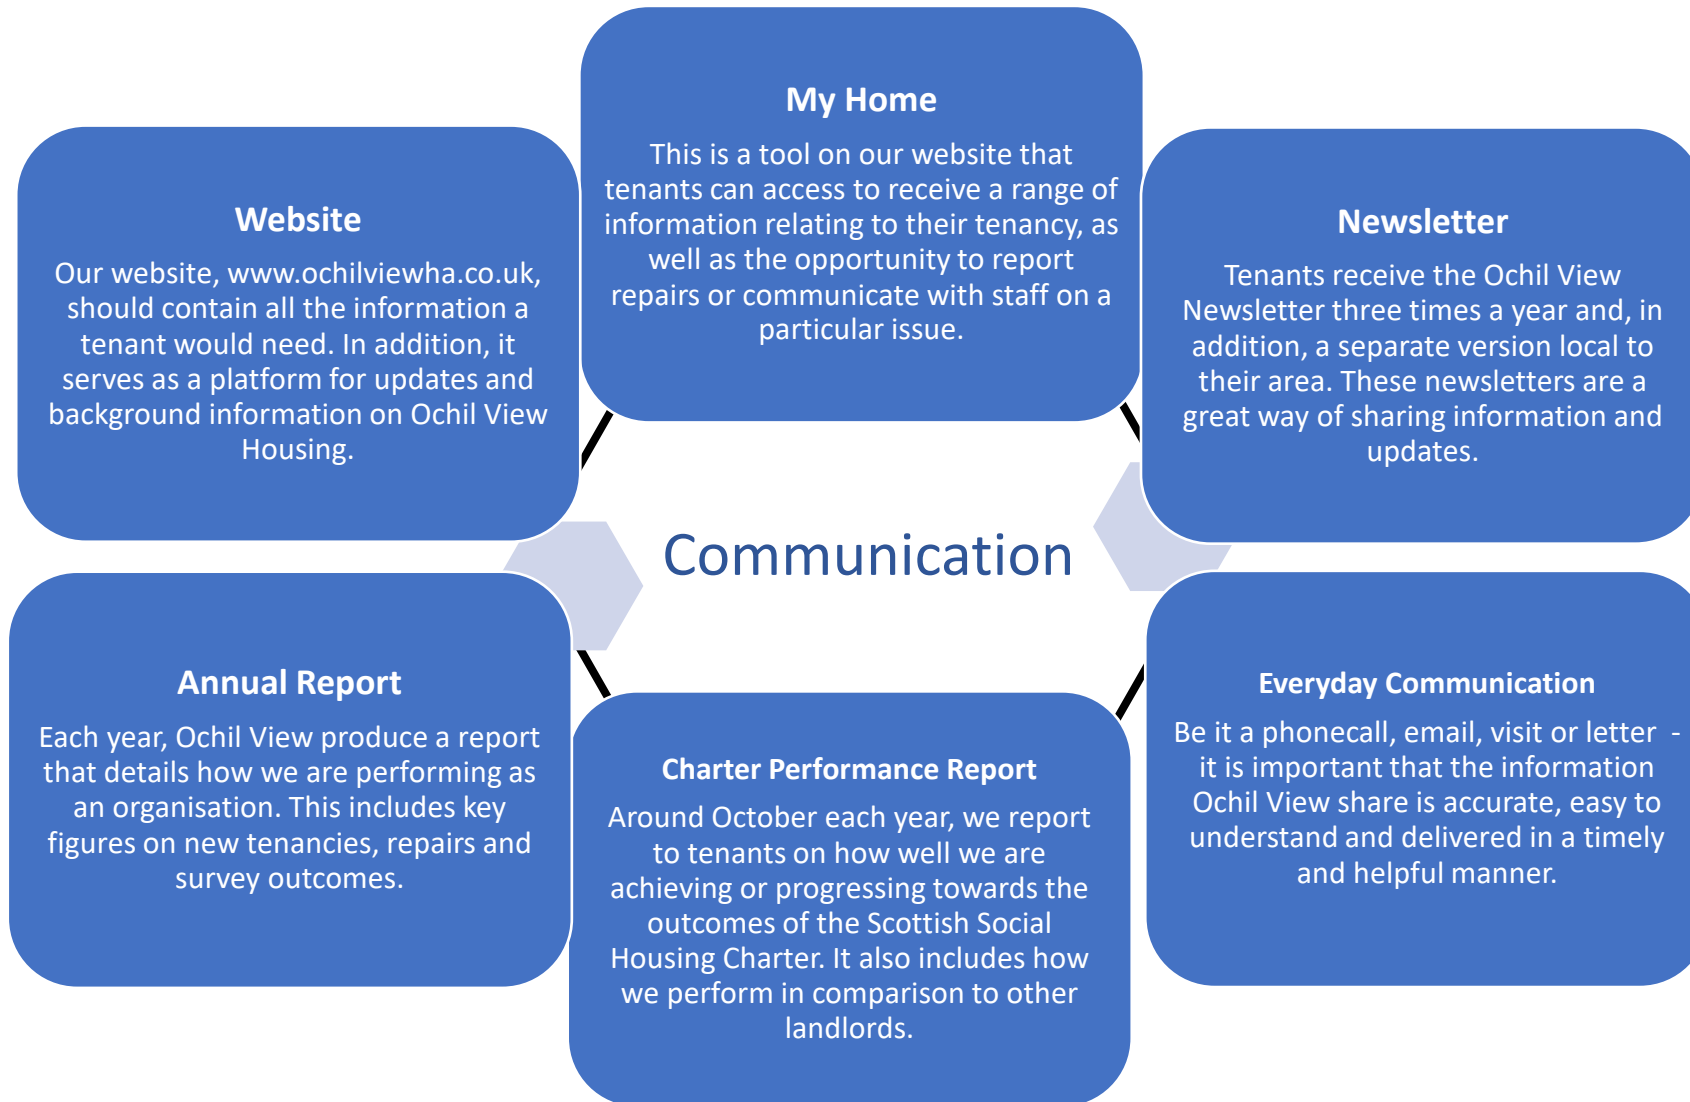 My Home
This is a tool on our website that
tenants can access to receive a range of
information relating to their tenancy, as
well as the opportunity to report
repairs or communicate with staff on a
particular issue.
Website
Our website, www.ochilviewha.co.uk,
should contain all the information a
tenant would need. In addition, it
serves as a platform for updates and
background information on Ochil View
Housing.
Newsletter
Tenants receive the Ochil View
Newsletter three times a year and, in
addition, a separate version local to
their area. These newsletters are a
great way of sharing information and
updates.
Communication
Annual Report
Each year, Ochil View produce a report
that details how we are performing as
an organisation. This includes key
figures on new tenancies, repairs and
survey outcomes.
Charter Performance Report
Around October each year, we report
to tenants on how well we are
achieving or progressing towards the
outcomes of the Scottish Social
Housing Charter. It also includes how
we perform in comparison to other
landlords.
Everyday Communication
Be it a phonecall, email, visit or letter -
it is important that the information
Ochil View share is accurate, easy to
understand and delivered in a timely
and helpful manner.